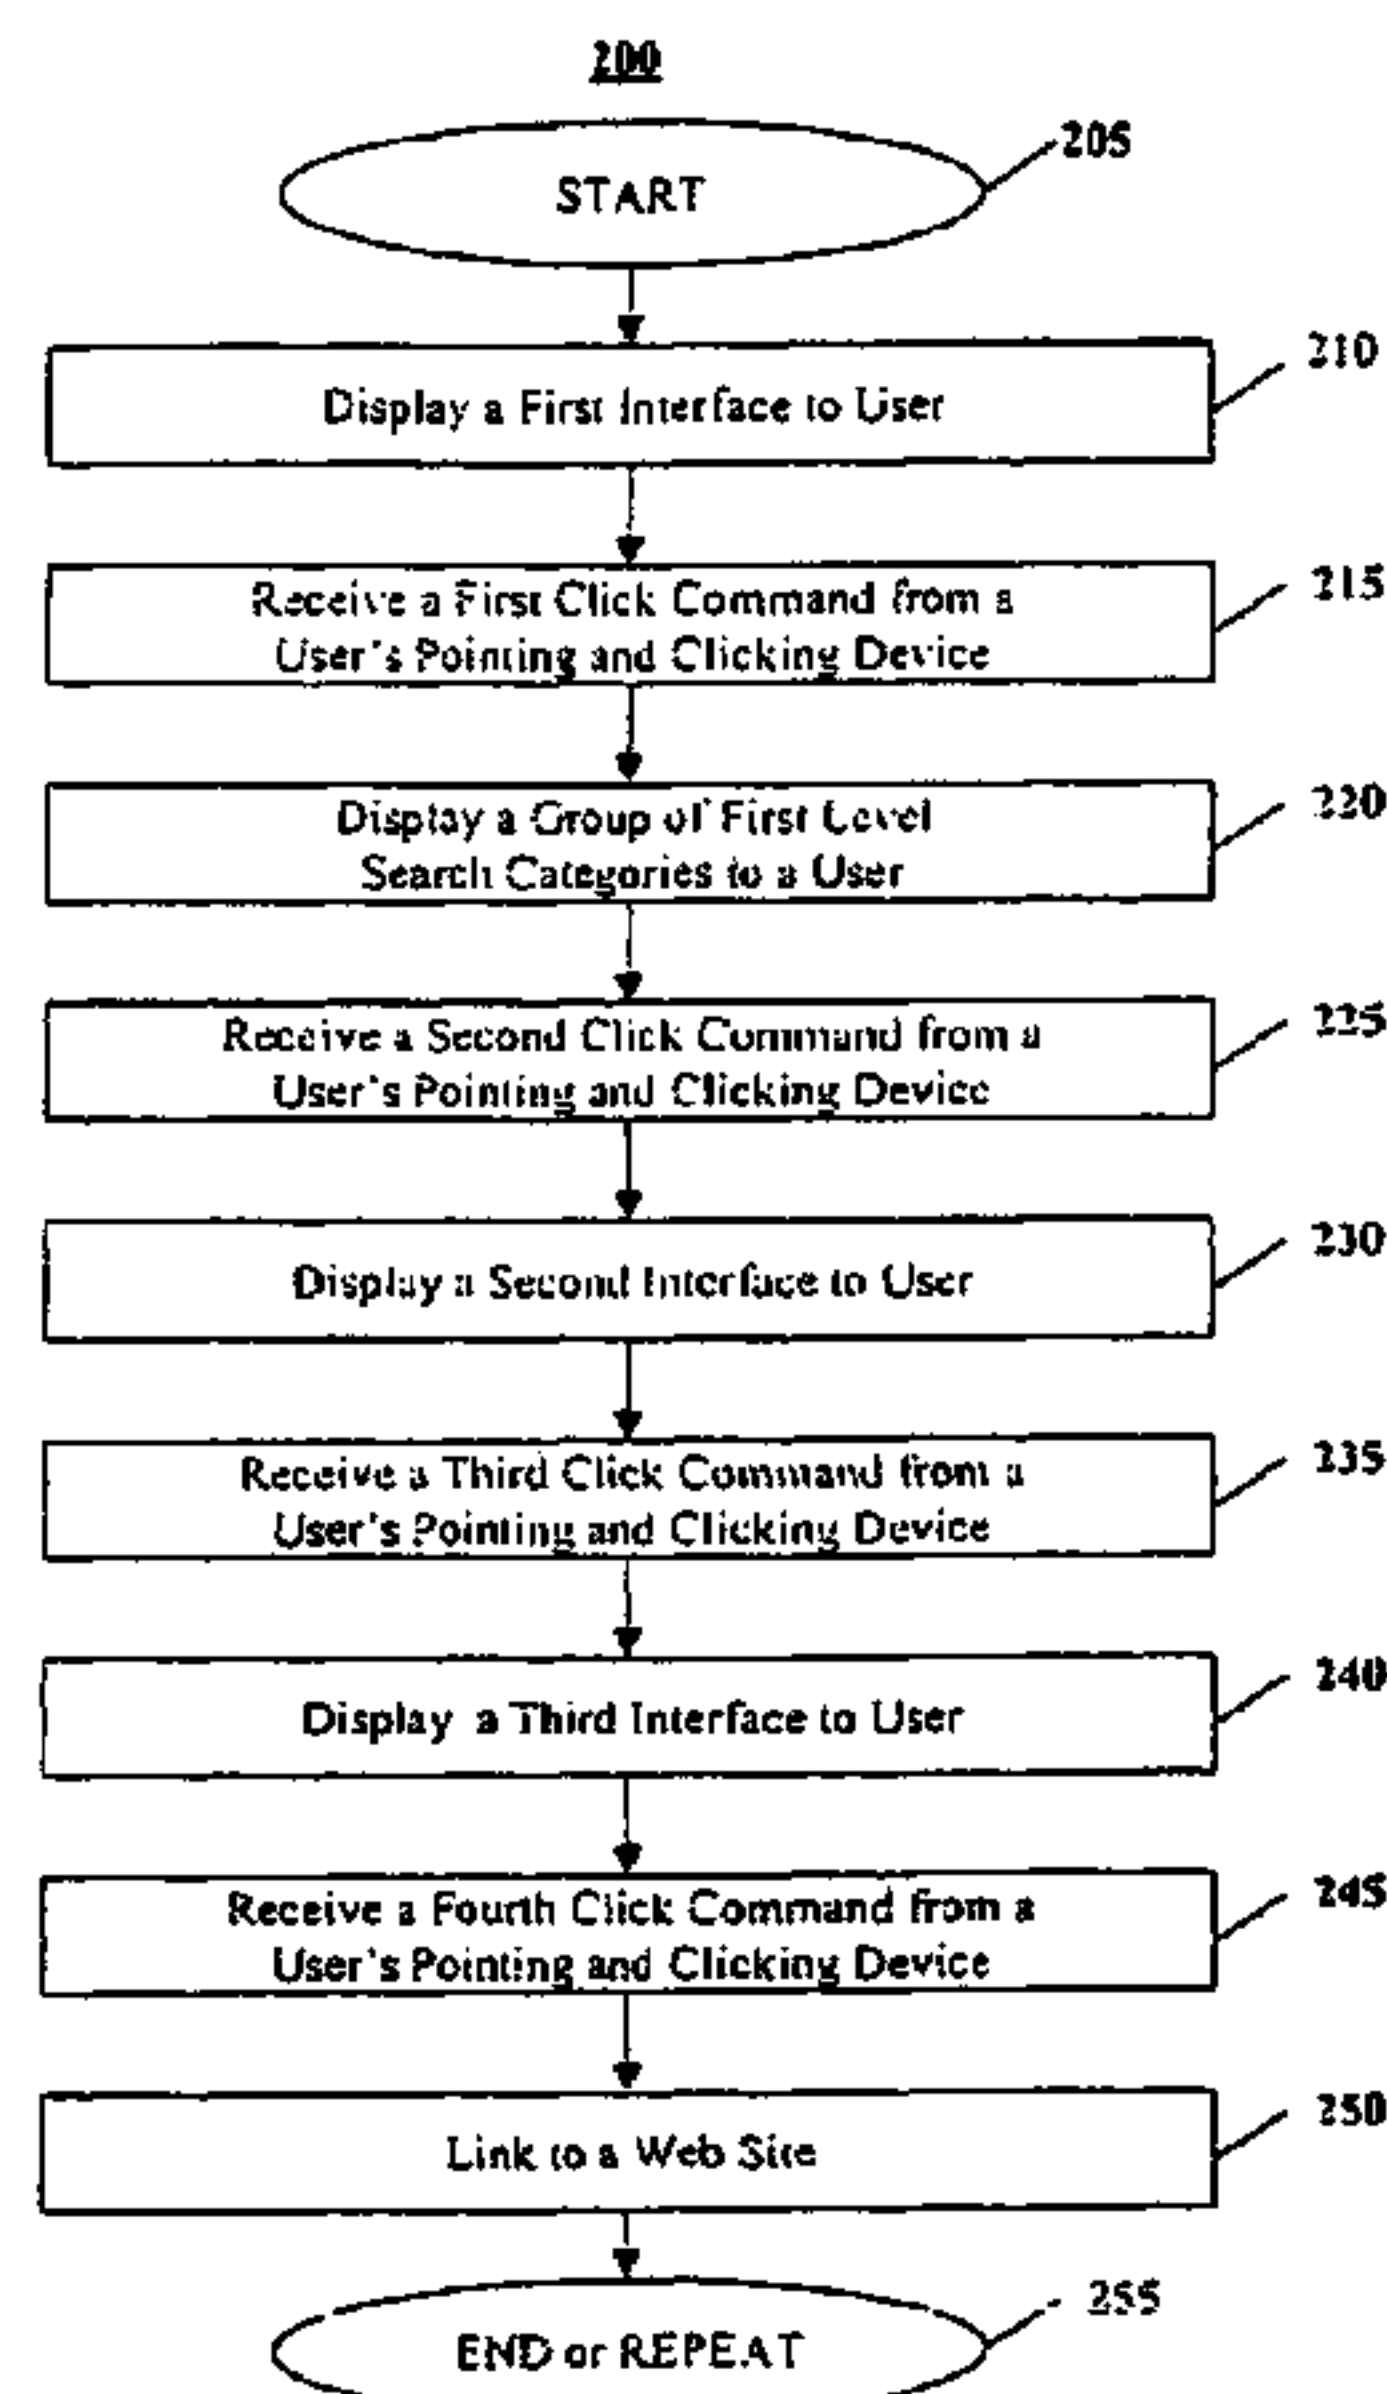 200
START
205
Display a First Interface to User
210
Receive a First Click Command from a
User's Pointing and Clicking Device
215
Display a Group of First Level
Search Categories to a User
220
Receive a Second Click Command from a
User's Pointing and Clicking Device
225
Display a Second Interface to User
230
Receive a Third Click Command from a
User's Pointing and Clicking Device
235
Display a Third Interface to User
240
Receive a Fourth Click Command from a
User's Pointing and Clicking Device
245
Link to a Web Site
250
END or REPEAT
255